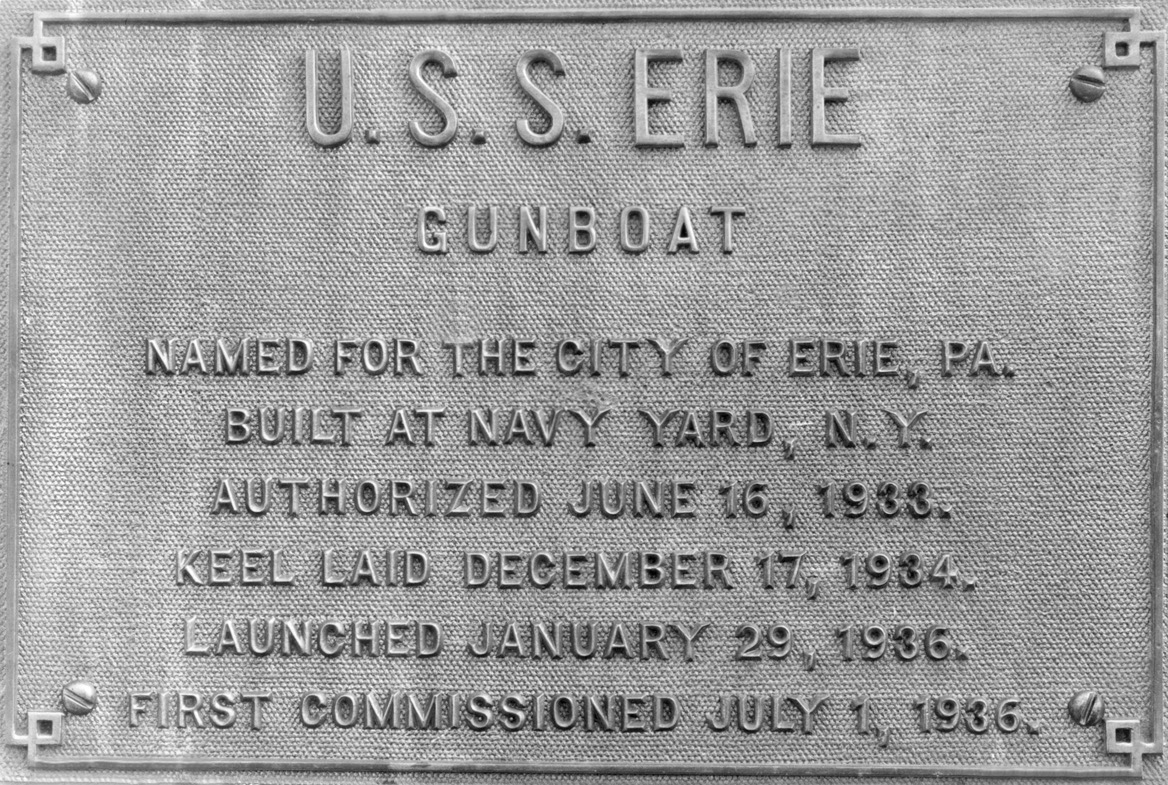 U.S.S. ERIE
GUNBOAT
NAMED FOR THE CITY OF ERIE, PA.
BUILT AT NAVY YARD, N.Y.
AUTHORIZED JUNE 16, 1933.
KEEL LAID DECEMBER 17, 1934.
LAUNCHED JANUARY 29, 1936.
FIRST COMMISSIONED JULY 1, 1936.